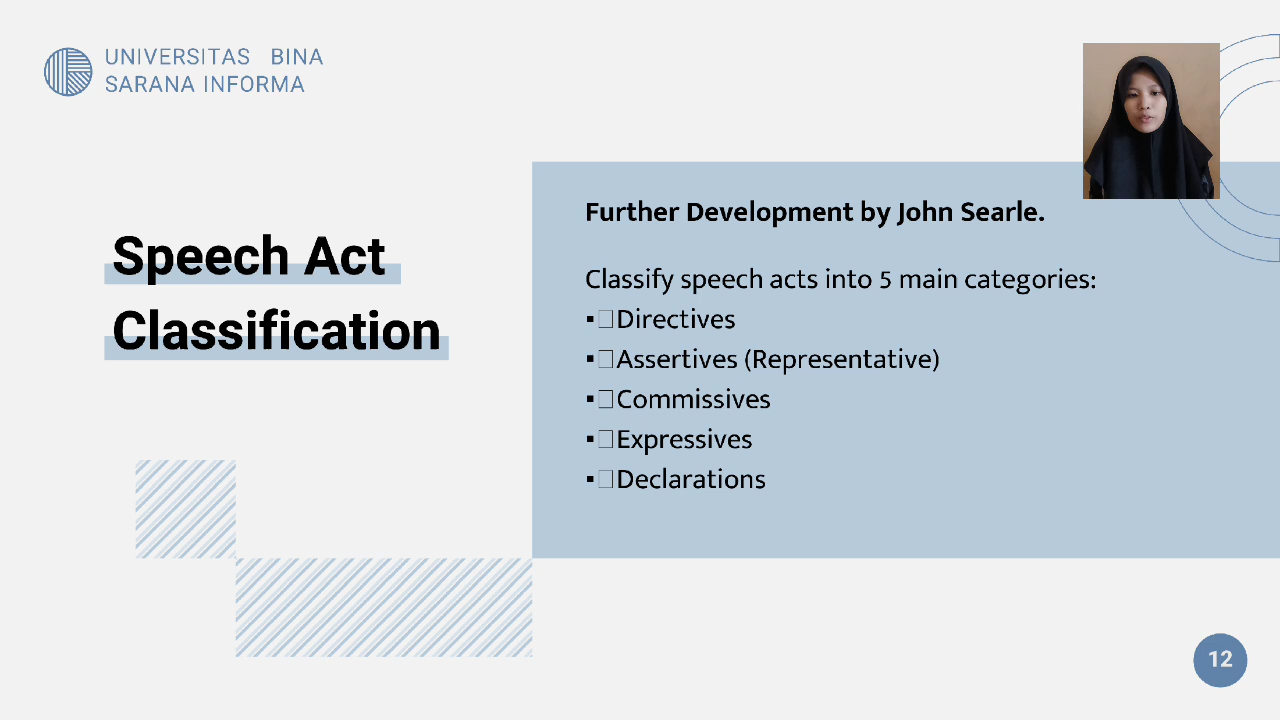 UNIVERSITAS BINA
SARANA INFORMA
Speech Act
Classification
Further Development by John Searle.
Classify speech acts into 5 main categories:
▪□Directives
▪□Assertives (Representative)
▪□Commissives
▪□Expressives
▪□Declarations
12